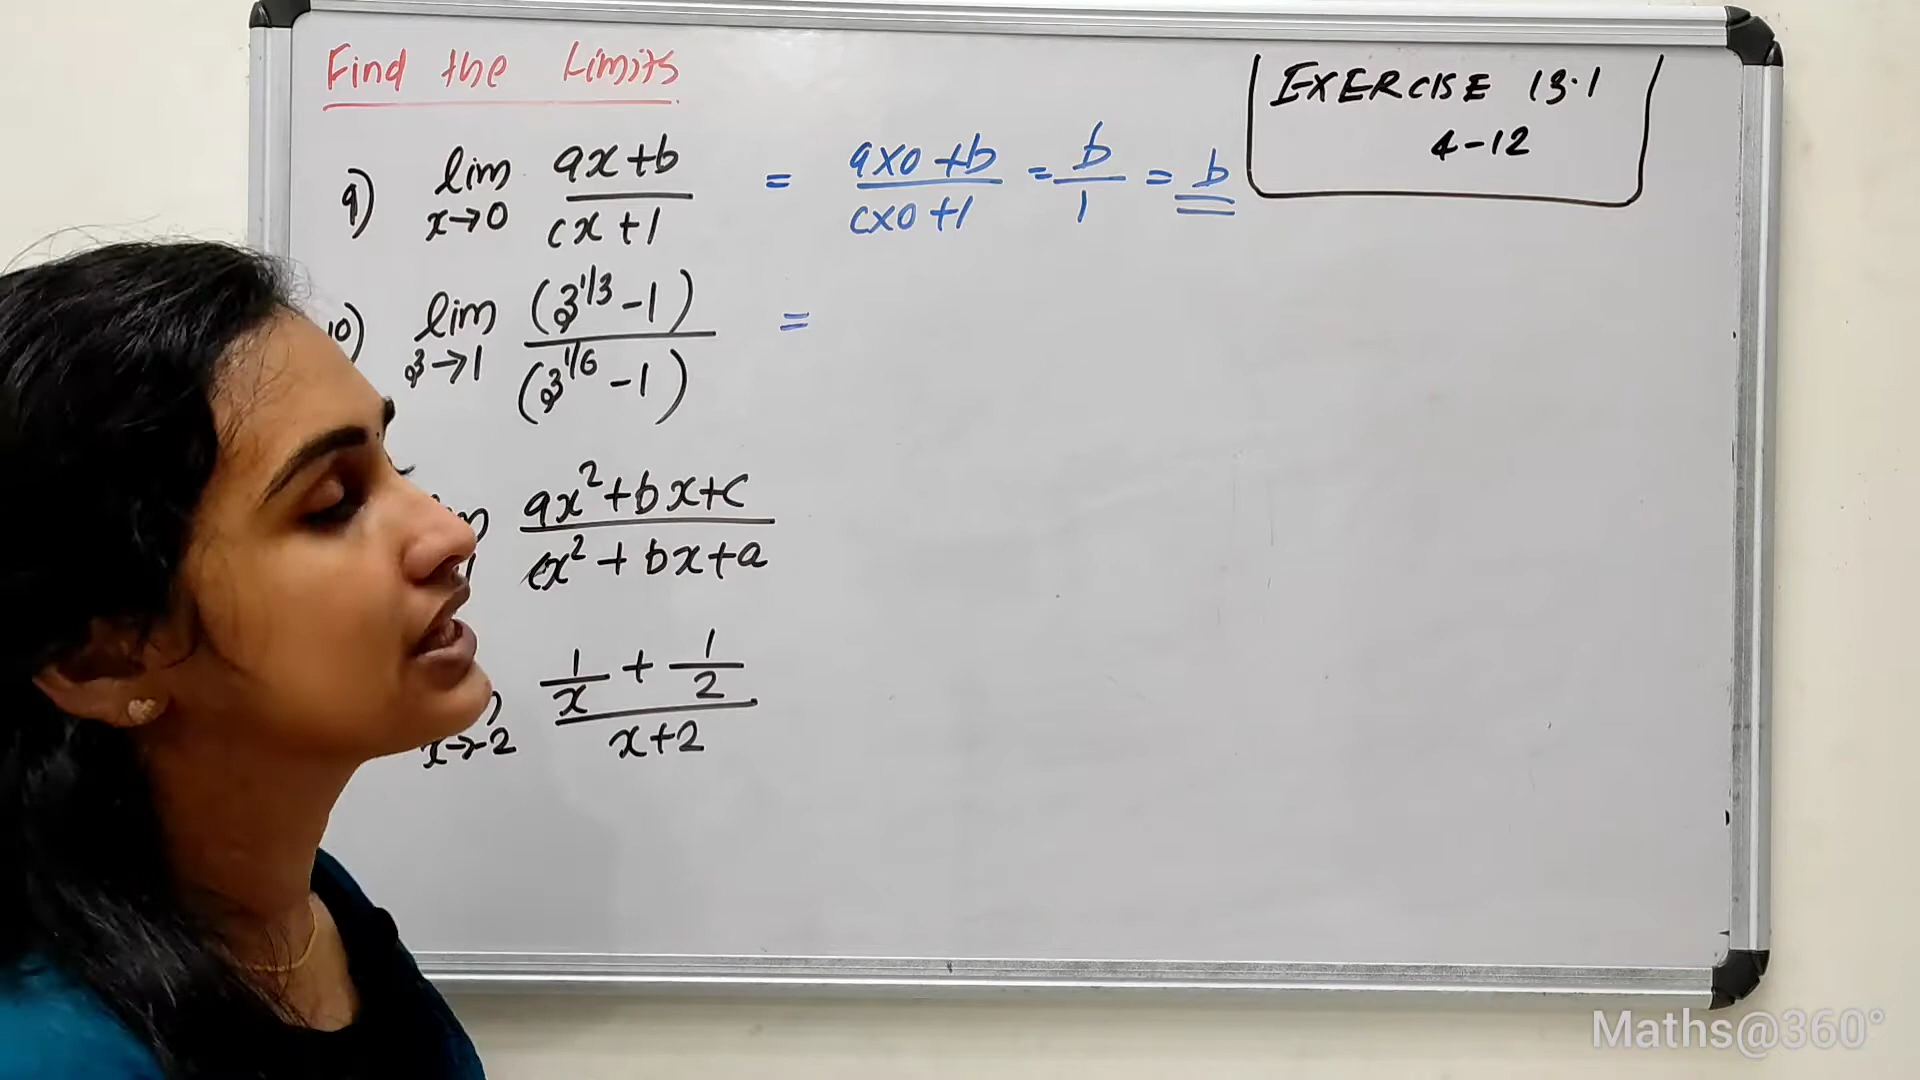 Find the Limits
EXERCISE 13.1
4-12
9) lim x→0 ax+b / cx+1 = a×0+b / c×0+1 = b / 1 = b
10) lim z→1 (z^1/3 -1) / (z^1/6 -1) =
ax²+bx+c / cx²+bx+a
x→-2 1/x + 1/2 / x+2
Maths@360°